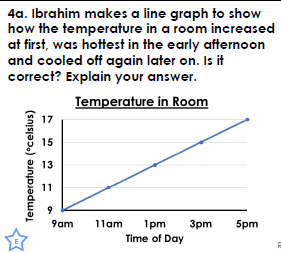 4a. Ibrahim makes a line graph to show
how the temperature in a room increased
at first, was hottest in the early afternoon
and cooled off again later on. Is it
correct? Explain your answer.
Temperature in Room
Temperature (°celsius)
17
15
13
11
9
9am 11am 1pm 3pm 5pm
Time of Day
E